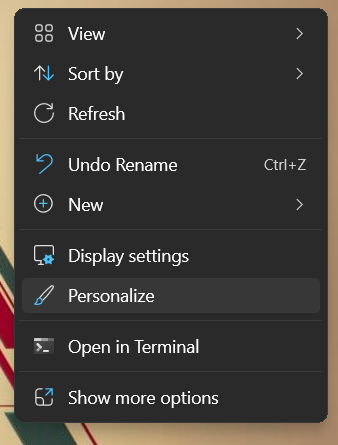 View
Sort by
Refresh
Undo Rename Ctrl+Z
New
Display settings
Personalize
Open in Terminal
Show more options